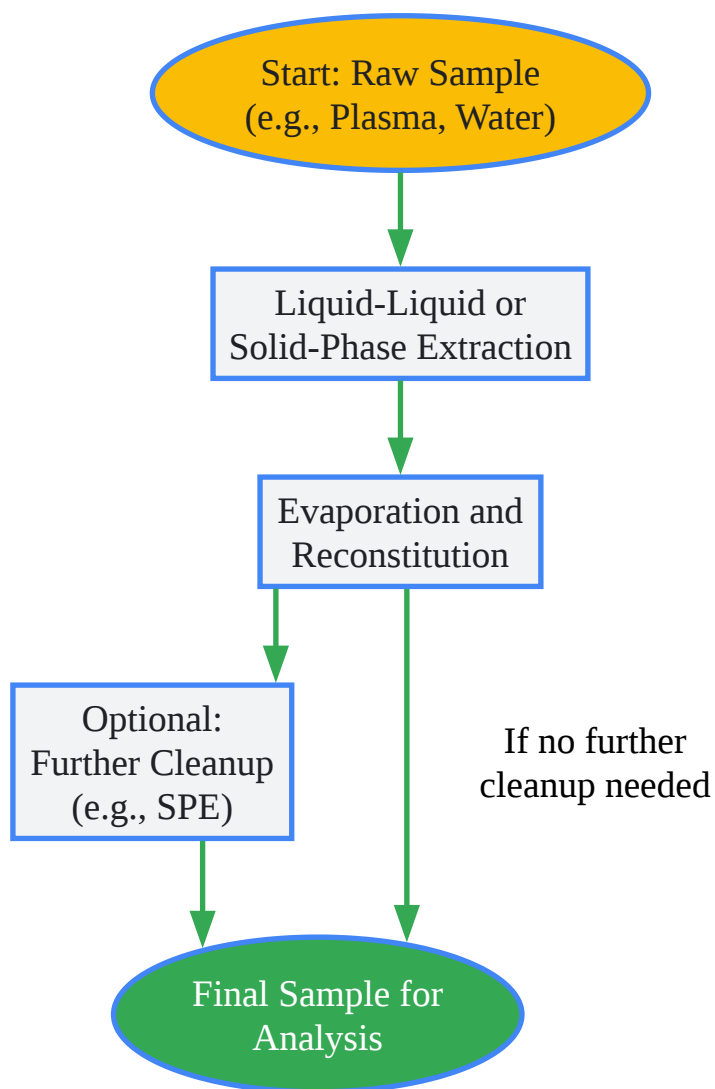 Start: Raw Sample
(e.g., Plasma, Water)
Liquid-Liquid or
Solid-Phase Extraction
Evaporation and
Reconstitution
Optional:
Further Cleanup
(e.g., SPE)
If no further
cleanup needed
Final Sample for
Analysis